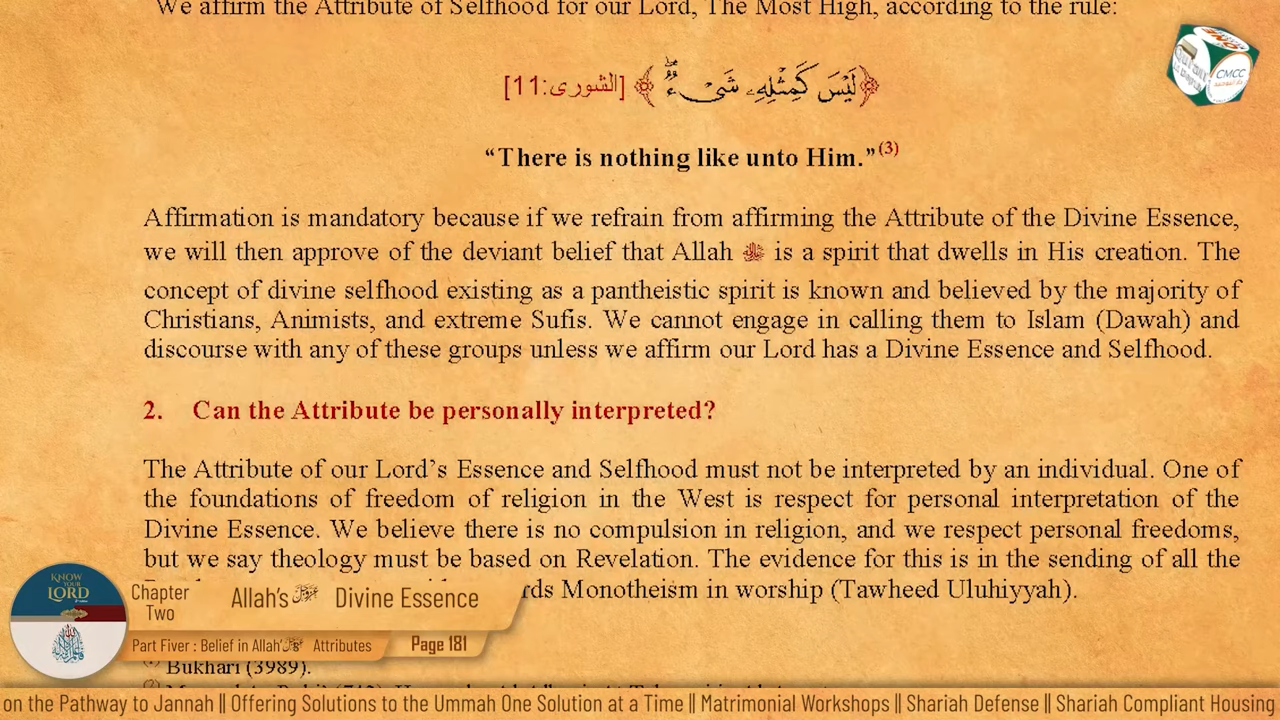 We affirm the Attribute of Selfhood for our Lord, The Most High, according to the rule:
﴿لَيْسَ كَمِثْلِهِۦ شَىْءٌۭ ۖ﴾ [الشورى:11]
“There is nothing like unto Him.”(3)
Affirmation is mandatory because if we refrain from affirming the Attribute of the Divine Essence,
we will then approve of the deviant belief that Allah ﷻ is a spirit that dwells in His creation. The
concept of divine selfhood existing as a pantheistic spirit is known and believed by the majority of
Christians, Animists, and extreme Sufis. We cannot engage in calling them to Islam (Dawah) and
discourse with any of these groups unless we affirm our Lord has a Divine Essence and Selfhood.
2. Can the Attribute be personally interpreted?
The Attribute of our Lord’s Essence and Selfhood must not be interpreted by an individual. One of
the foundations of freedom of religion in the West is respect for personal interpretation of the
Divine Essence. We believe there is no compulsion in religion, and we respect personal freedoms,
but we say theology must be based on Revelation. The evidence for this is in the sending of all the
Monotheism in worship (Tawheed Uluhiyyah).
Bukhari (3989).
KNOW
YOUR
LORD
Chapter
Two
Allah’s Divine Essence
Part Fiver : Belief in Allah’s Attributes
Page 181
CMCC
on the Pathway to Jannah || Offering Solutions to the Ummah One Solution at a Time || Matrimonial Workshops || Shariah Defense || Shariah Compliant Housing